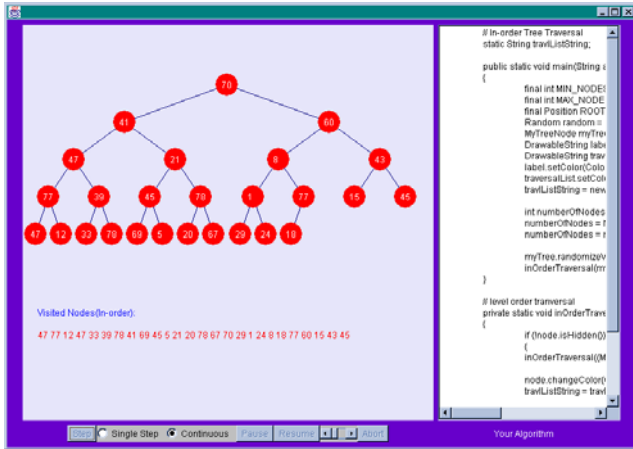 70
41 60
47 21 8 43
77 39 45 78 1 77 15 45
47 12 33 78 69 5 20 67 29 24 18
Visited Nodes(In-order):
47 77 12 47 33 39 78 41 69 45 5 21 20 78 67 70 29 1 24 8 18 77 60 15 43 45
// In-order Tree Traversal
static String travlListString;
public static void main(String a
{
final int MIN_NODES
final int MAX_NODE
final Position ROOT
Random random =
MyTreeNode myTree
DrawableString labe
DrawableString trav
label.setColor(Colo
traversalList.setColo
travlListString = new
int numberOfNodes
numberOfNodes = N
numberOfNodes = r
myTree.randomizeV
inOrderTraversal(m
}
// level order tranversal
private static void inOrderTrave
{
if (!node.isHidden())
{
inOrderTraversal((M
node.changeColor(
travlListString = travl
Step Single Step Continuous Pause Resume Abort
Your Algorithm